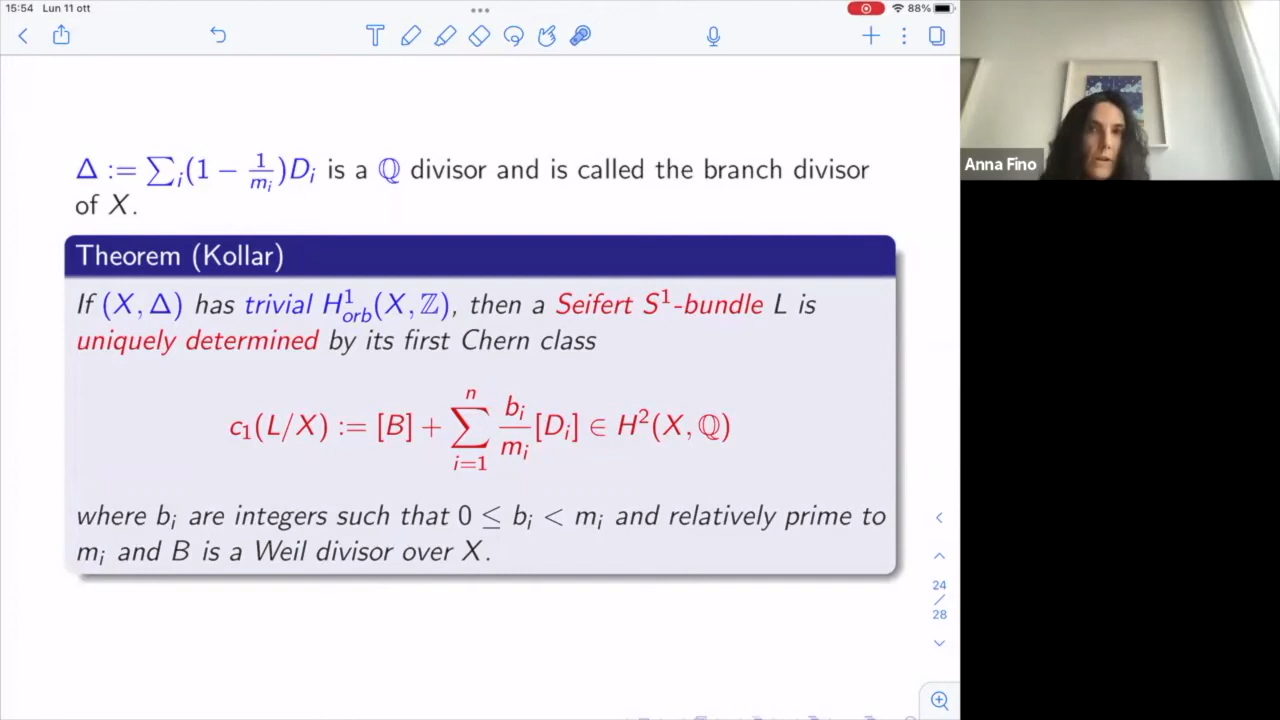 15:54 Lun 11 ott
88%
Δ := ∑ᵢ(1 − 1/mᵢ)Dᵢ is a ℚ divisor and is called the branch divisor
of X.
Theorem (Kollar)
If (X, Δ) has trivial H¹ₒᵣb(X, ℤ), then a Seifert S¹-bundle L is
uniquely determined by its first Chern class
c₁(L/X) := [B] + ∑ⁿᵢ₌₁ bᵢ/mᵢ [Dᵢ] ∈ H²(X, ℚ)
where bᵢ are integers such that 0 ≤ bᵢ < mᵢ and relatively prime to
mᵢ and B is a Weil divisor over X.
24
/
28
Anna Fino